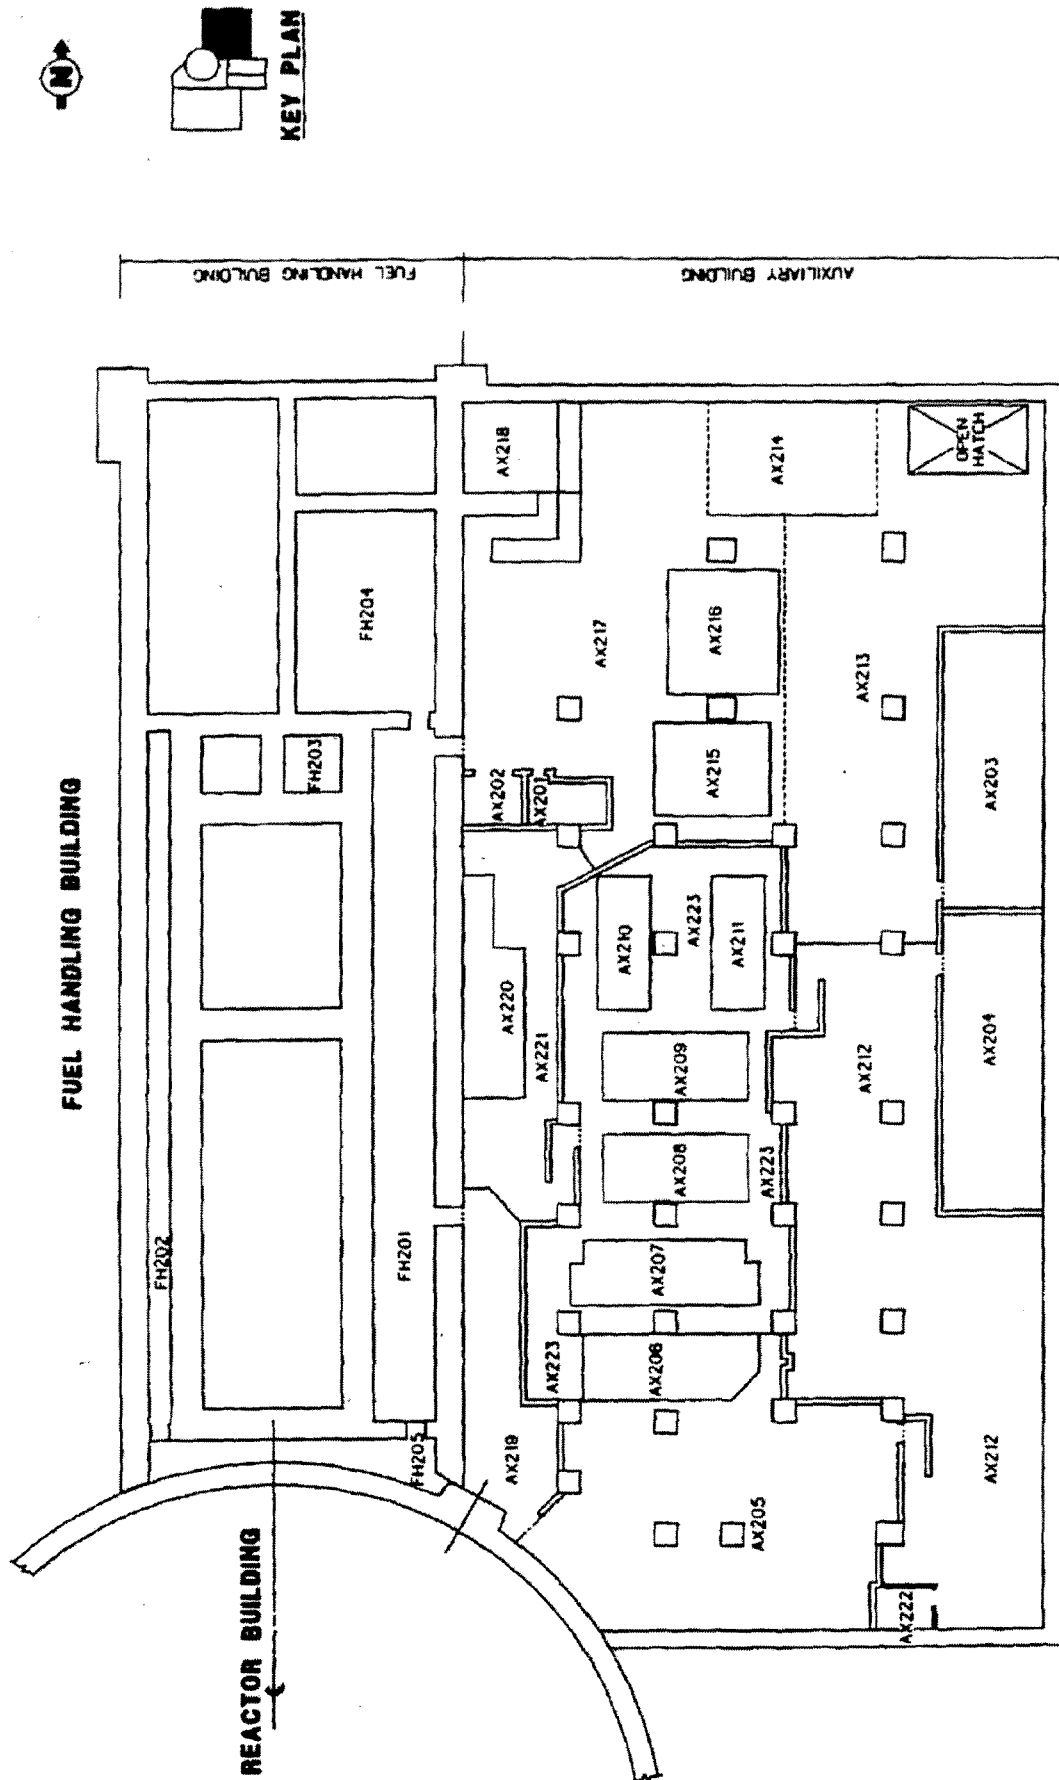 N
KEY PLAN
FUEL HANDLING BUILDING
AUXILIARY BUILDING
FUEL HANDLING BUILDING
REACTOR BUILDING
FH202
FH203
FH204
FH201
FH205
AX218
AX202
AX201
AX217
AX214
OPEN
HATCH
AX216
AX215
AX213
AX203
AX220
AX221
AX210
AX223
AX211
AX209
AX208
AX223
AX212
AX204
AX207
AX223
AX206
AX219
AX205
AX212
AX222